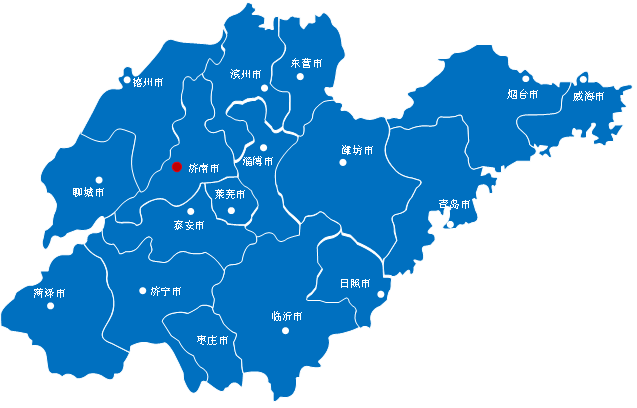 东营市
滨州市
德州市
烟台市
威海市
潍坊市
淄博市
济南市
聊城市
莱芜市
青岛市
泰安市
日照市
济宁市
菏泽市
临沂市
枣庄市